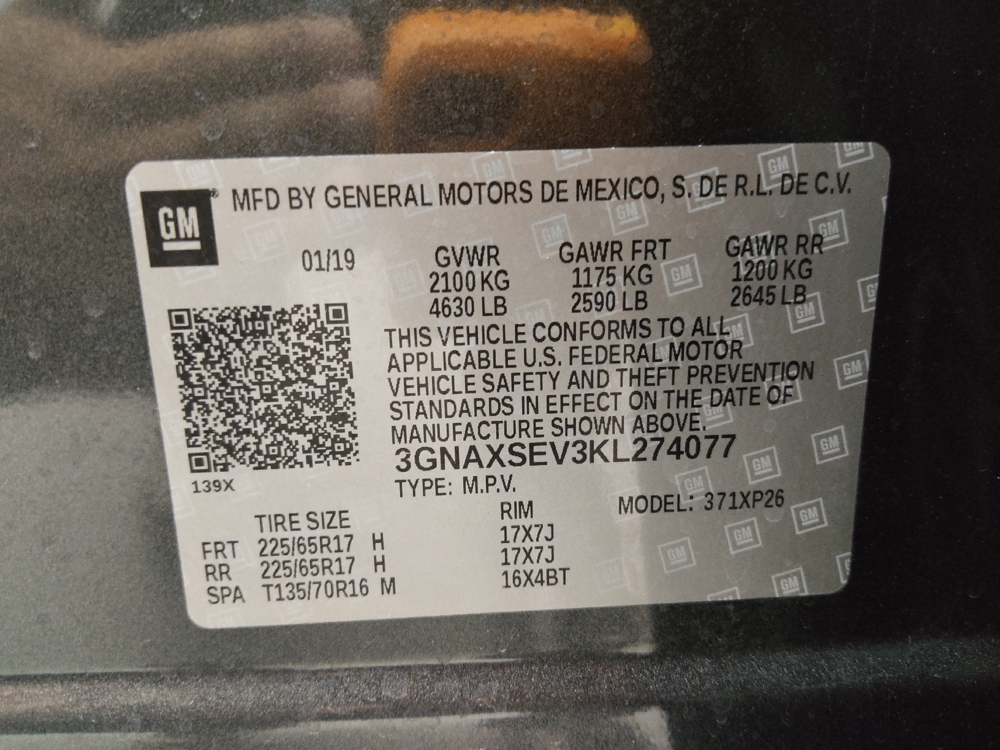 GM
MFD BY GENERAL MOTORS DE MEXICO, S. DE R.L. DE C.V.
01/19 GVWR GAWR FRT GAWR RR
2100 KG 1175 KG 1200 KG
4630 LB 2590 LB 2645 LB
THIS VEHICLE CONFORMS TO ALL
APPLICABLE U.S. FEDERAL MOTOR
VEHICLE SAFETY AND THEFT PREVENTION
STANDARDS IN EFFECT ON THE DATE OF
MANUFACTURE SHOWN ABOVE.
3GNAXSEV3KL274077
139X
TYPE: M.P.V.
TIRE SIZE RIM MODEL: 371XP26
FRT 225/65R17 H 17X7J
RR 225/65R17 H 17X7J
SPA T135/70R16 M 16X4BT